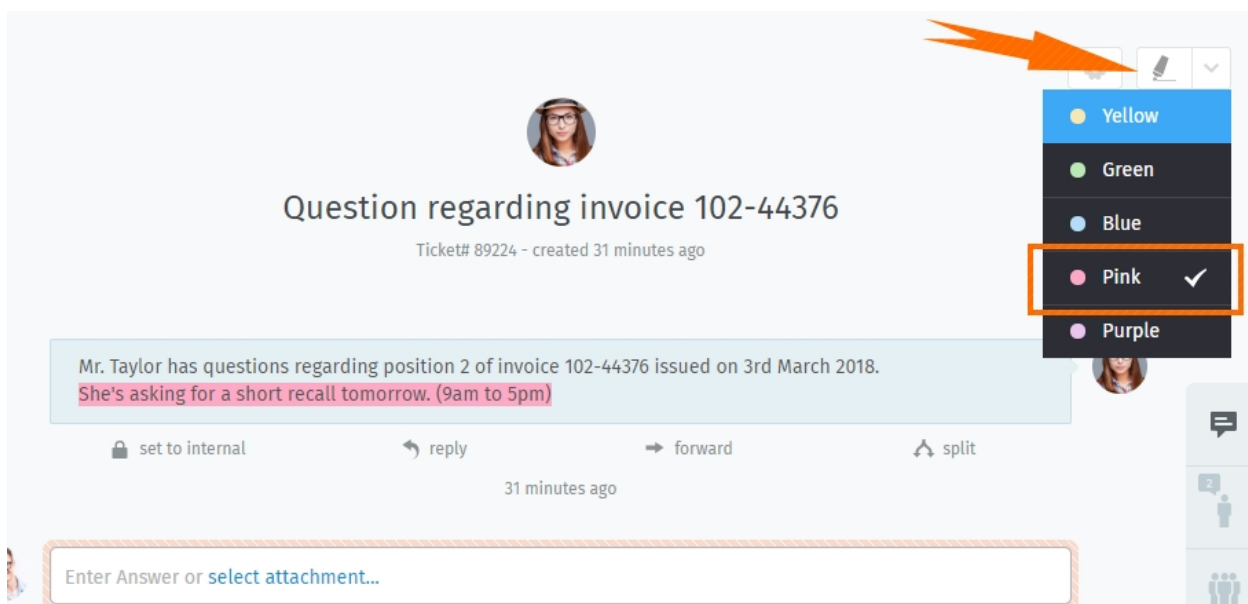 Yellow
Green
Blue
Pink
Purple
Question regarding invoice 102-44376
Ticket# 89224 - created 31 minutes ago
Mr. Taylor has questions regarding position 2 of invoice 102-44376 issued on 3rd March 2018.
She's asking for a short recall tomorrow. (9am to 5pm)
set to internal reply forward split
31 minutes ago
2
Enter Answer or select attachment...